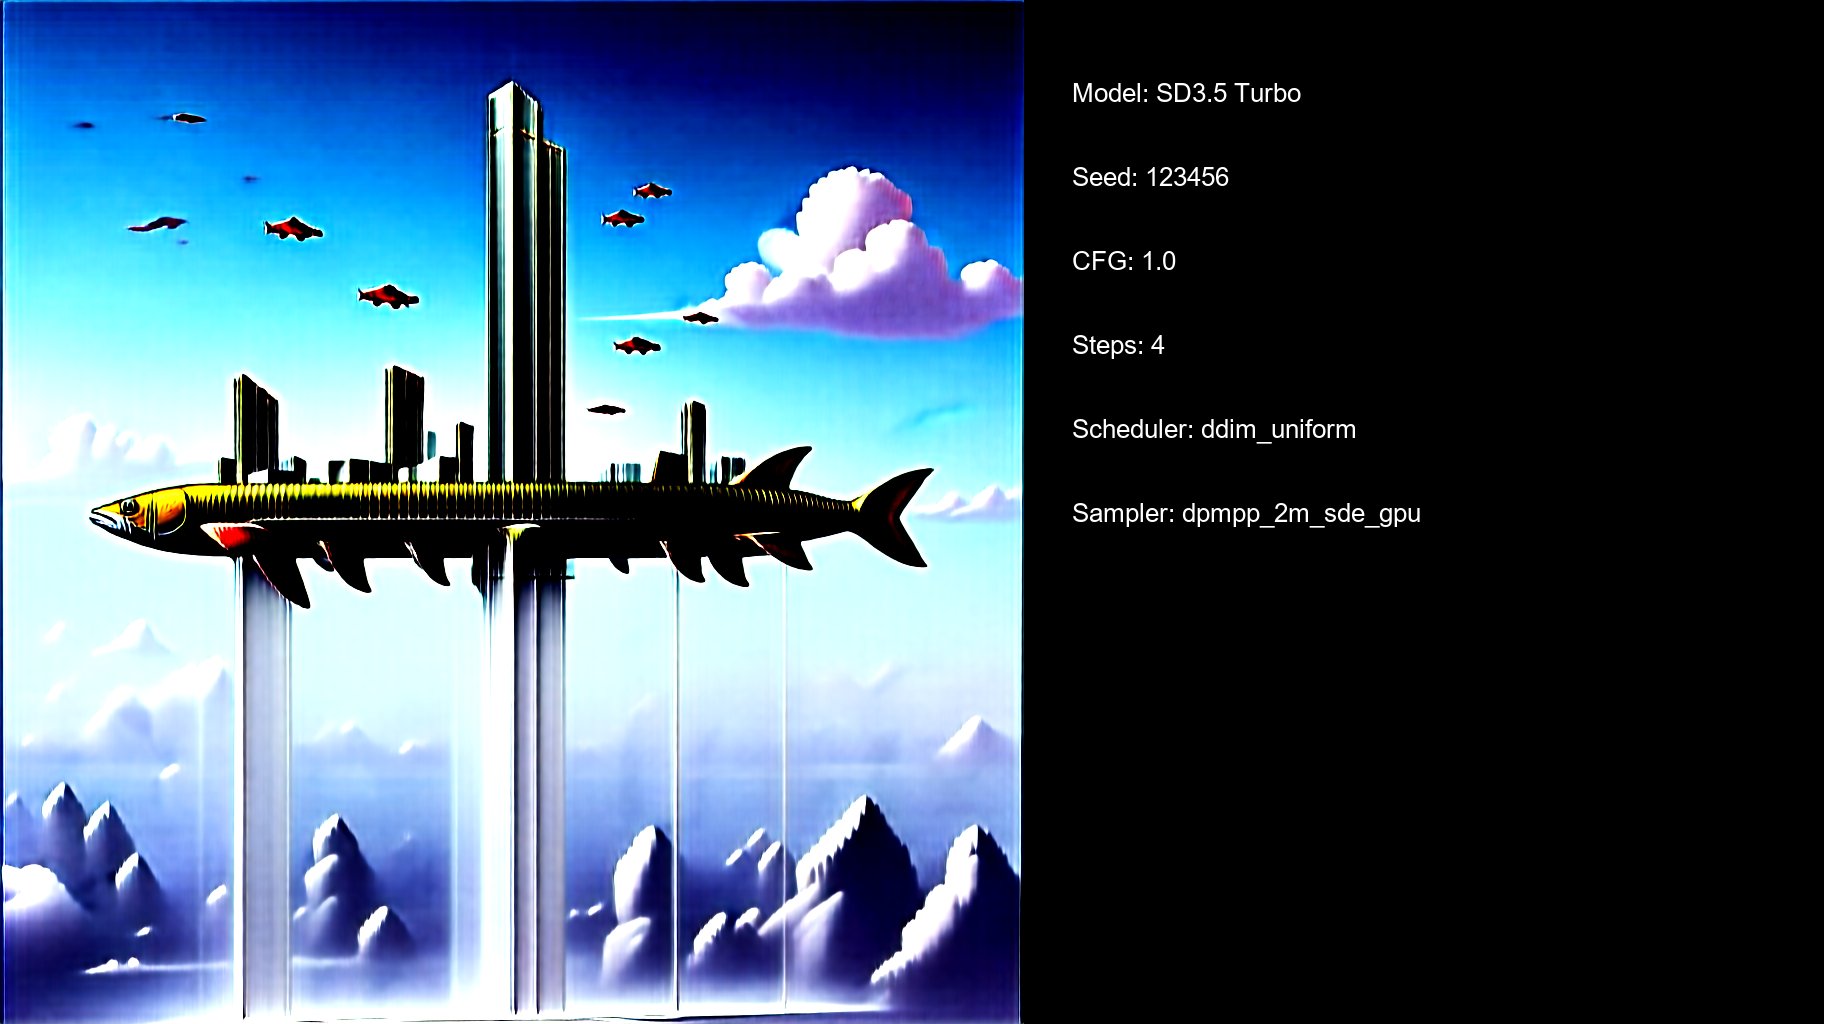 Model: SD3.5 Turbo
Seed: 123456
CFG: 1.0
Steps: 4
Scheduler: ddim_uniform
Sampler: dpmpp_2m_sde_gpu